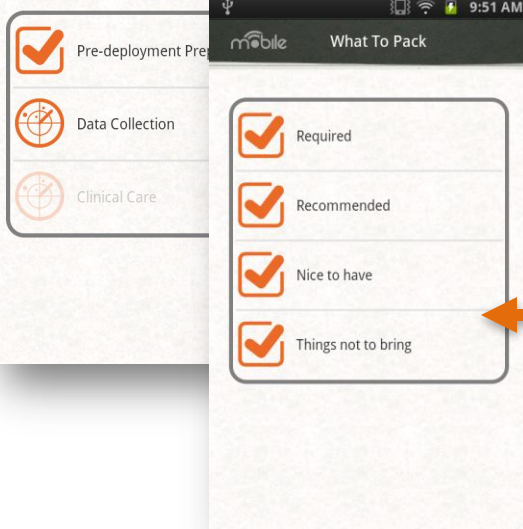 Pre-deployment
Data Collection
Clinical Care
9:51 AM
mobile
What To Pack
Required
Recommended
Nice to have
Things not to bring